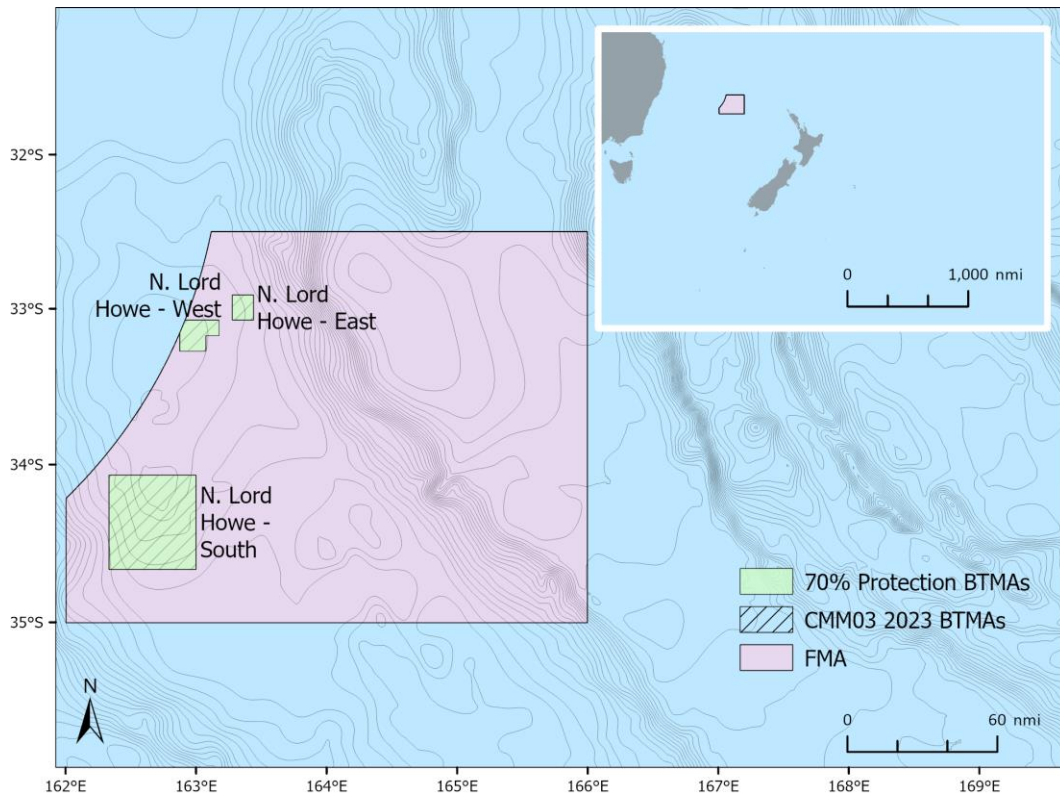 0
1,000 nmi
32°S
33°S
34°S
35°S
N. Lord
Howe - West
N. Lord
Howe - East
N. Lord
Howe -
South
70% Protection BTMAs
CMM03 2023 BTMAs
FMA
N
0
60 nmi
162°E
163°E
164°E
165°E
166°E
167°E
168°E
169°E